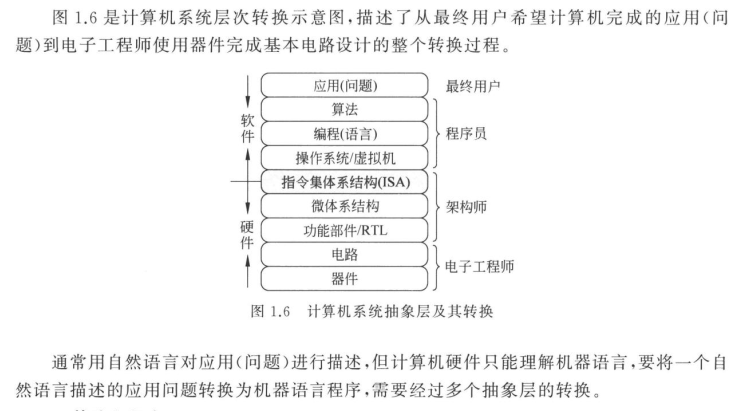 图 1.6 是计算机系统层次转换示意图,描述了从最终用户希望计算机完成的应用(问
题)到电子工程师使用器件完成基本电路设计的整个转换过程。
应用(问题) 最终用户
算法
软件
编程(语言) 程序员
操作系统/虚拟机
指令集体系结构(ISA)
微体系结构 架构师
硬件
功能部件/RTL
电路
电子工程师
器件
图 1.6 计算机系统抽象层及其转换
通常用自然语言对应用(问题)进行描述,但计算机硬件只能理解机器语言,要将一个自
然语言描述的应用问题转换为机器语言程序,需要经过多个抽象层的转换。